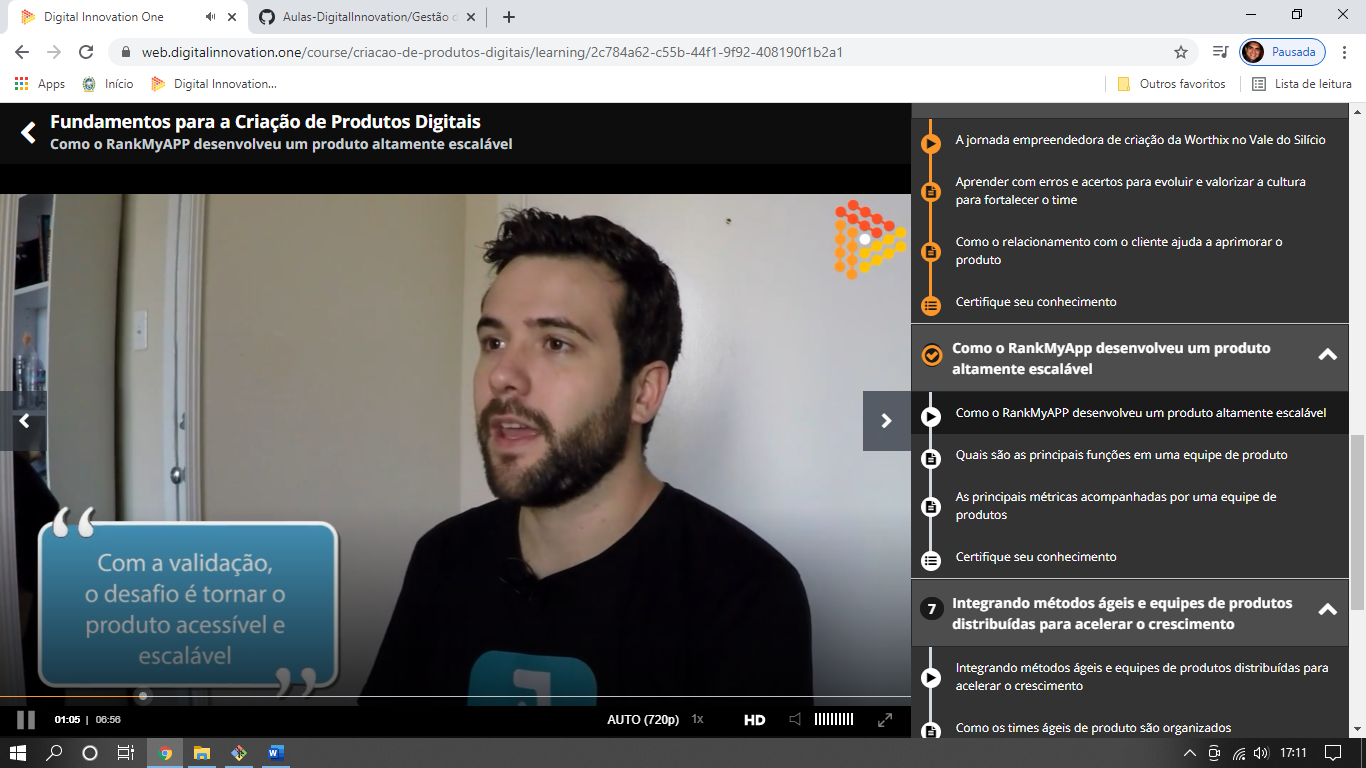 Digital Innovation One
Aulas-DigitalInnovation/Gestão d
web.digitalinnovation.one/course/criacao-de-produtos-digitais/learning/2c784a62-c55b-44f1-9f92-408190f1b2a1
Pausada
Apps
Início
Digital Innovation...
Outros favoritos
Lista de leitura
Fundamentos para a Criação de Produtos Digitais
Como o RankMyAPP desenvolveu um produto altamente escalável
“
Com a validação,
o desafio é tornar o
produto acessível e
escalável
”
01:05 | 06:56
AUTO (720p)
1x
HD
A jornada empreendedora de criação da Worthix no Vale do Silício
Aprender com erros e acertos para evoluir e valorizar a cultura
para fortalecer o time
Como o relacionamento com o cliente ajuda a aprimorar o
produto
Certifique seu conhecimento
Como o RankMyApp desenvolveu um produto
altamente escalável
Como o RankMyAPP desenvolveu um produto altamente escalável
Quais são as principais funções em uma equipe de produto
As principais métricas acompanhadas por uma equipe de
produtos
Certifique seu conhecimento
7
Integrando métodos ágeis e equipes de produtos
distribuídas para acelerar o crescimento
Integrando métodos ágeis e equipes de produtos distribuídas para
acelerar o crescimento
Como os times ágeis de produto são organizados
17:11